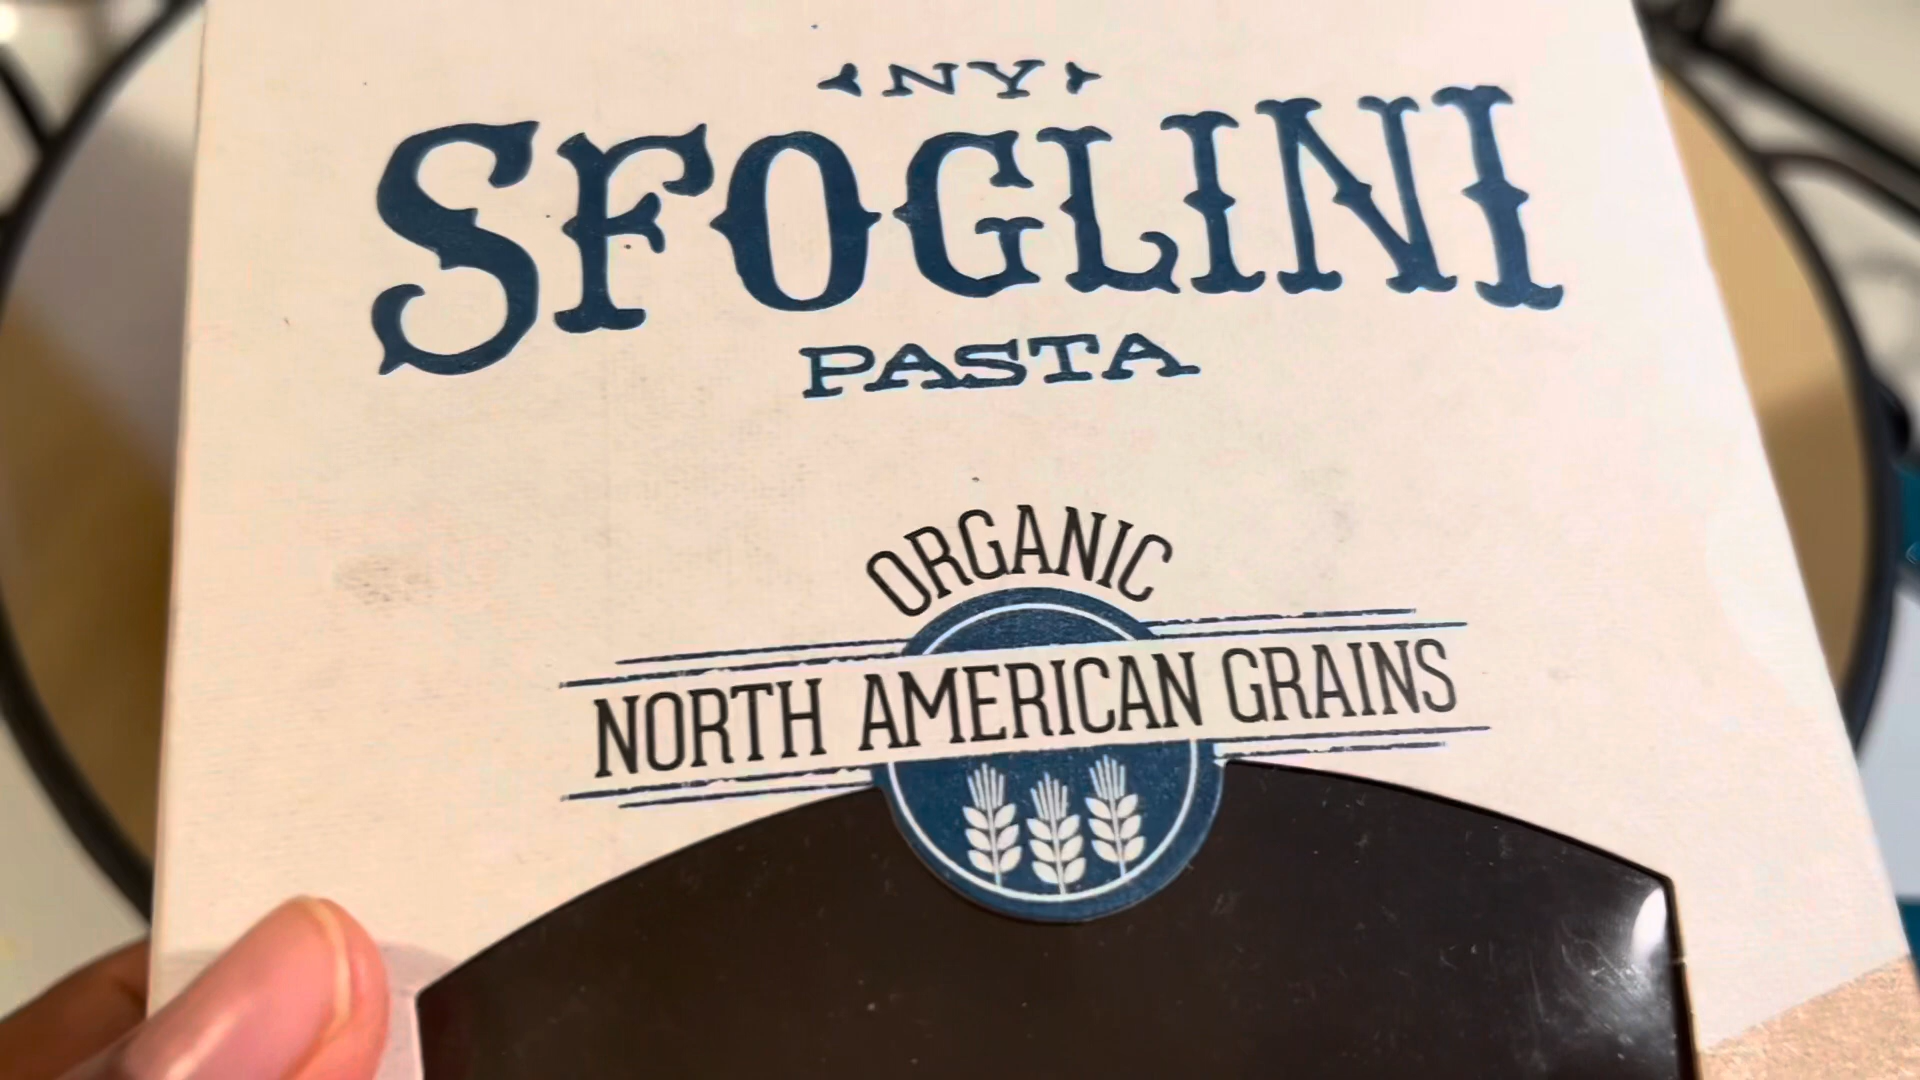 NY
SFOGLINI
PASTA
ORGANIC
NORTH AMERICAN GRAINS